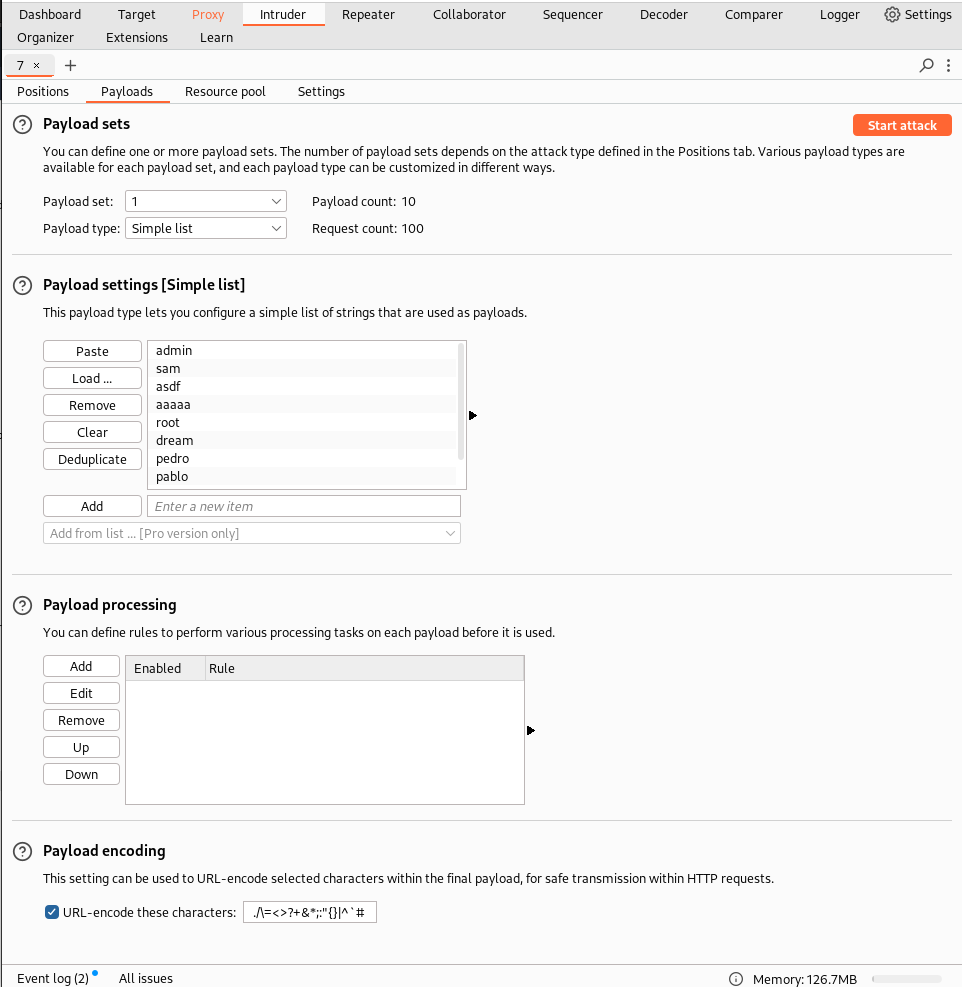 Dashboard Target Proxy Intruder Repeater Collaborator Sequencer Decoder Comparer Logger Settings
Organizer Extensions Learn
7 × +
Positions Payloads Resource pool Settings
? Payload sets Start attack
You can define one or more payload sets. The number of payload sets depends on the attack type defined in the Positions tab. Various payload types are
available for each payload set, and each payload type can be customized in different ways.
Payload set: 1 Payload count: 10
Payload type: Simple list Request count: 100
? Payload settings [Simple list]
This payload type lets you configure a simple list of strings that are used as payloads.
Paste admin
sam
Load ... asdf
Remove aaaaa
root
Clear dream
Deduplicate pedro
pablo
Add Enter a new item
Add from list ... [Pro version only]
? Payload processing
You can define rules to perform various processing tasks on each payload before it is used.
Add Enabled Rule
Edit
Remove
Up
Down
? Payload encoding
This setting can be used to URL-encode selected characters within the final payload, for safe transmission within HTTP requests.
URL-encode these characters: ./\=<>?+&*;:"{}|^`#
Event log (2) All issues Memory: 126.7MB